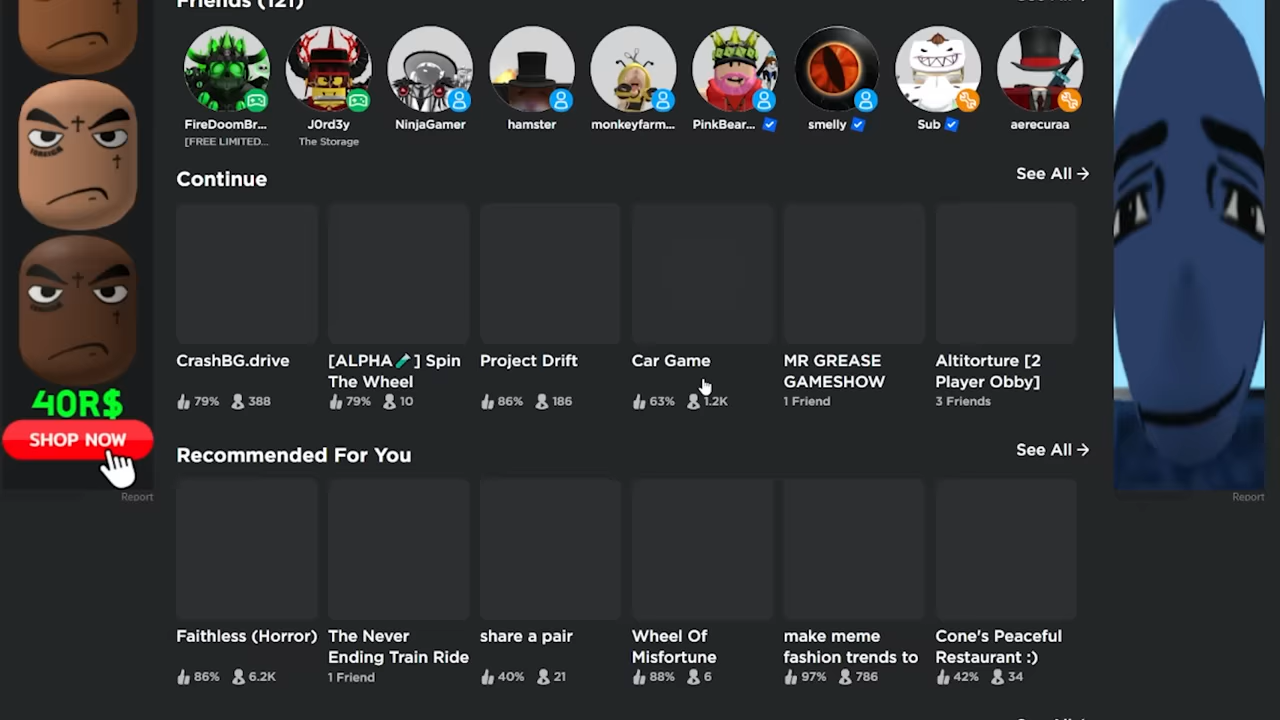 Friends (121)
FireDoomBr...
J0rd3y
NinjaGamer
hamster
monkeyfarm...
PinkBear...
smelly
Sub
aerecuraa
[FREE LIMITED...
The Storage
Continue
See All →
CrashBG.drive
79% 388
[ALPHA🧪] Spin
The Wheel
79% 10
Project Drift
86% 186
Car Game
63% 1.2K
MR GREASE
GAMESHOW
1 Friend
Altitorture [2
Player Obby]
3 Friends
40R$
SHOP NOW
Report
Report
Recommended For You
See All →
Faithless (Horror)
86% 6.2K
The Never
Ending Train Ride
1 Friend
share a pair
40% 21
Wheel Of
Misfortune
88% 6
make meme
fashion trends to
97% 786
Cone's Peaceful
Restaurant :)
42% 34